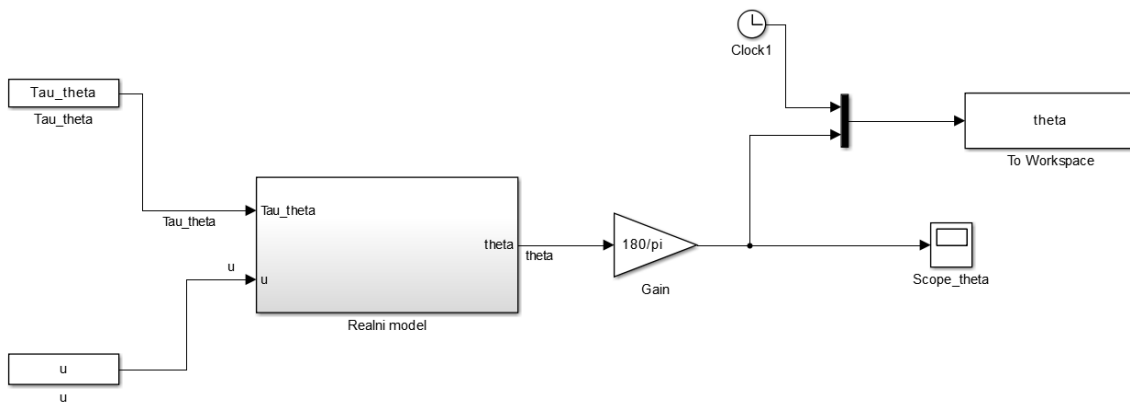 Clock1
Tau_theta
Tau_theta
theta
To Workspace
Tau_theta
Tau_theta
theta
theta
180/pi
Gain
Scope_theta
u
u
Realni model
u
u